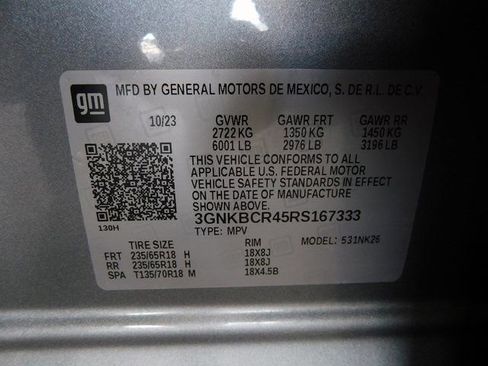 gm
MFD BY GENERAL MOTORS DE MEXICO, S. DE R.L. DE C.V.
10/23 GVWR GAWR FRT GAWR RR
2722 KG 1350 KG 1450 KG
6001 LB 2976 LB 3196 LB
THIS VEHICLE CONFORMS TO ALL
APPLICABLE U.S. FEDERAL MOTOR
VEHICLE SAFETY STANDARDS IN EFFECT
ON THE DATE OF MANUFACTURE
SHOWN ABOVE.
3GNKBCR45RS167333
130H TYPE: MPV MODEL: 531NK26
TIRE SIZE RIM
FRT 235/65R18 H 18X8J
RR 235/65R18 H 18X8J
SPA T135/70R18 M 18X4.5B